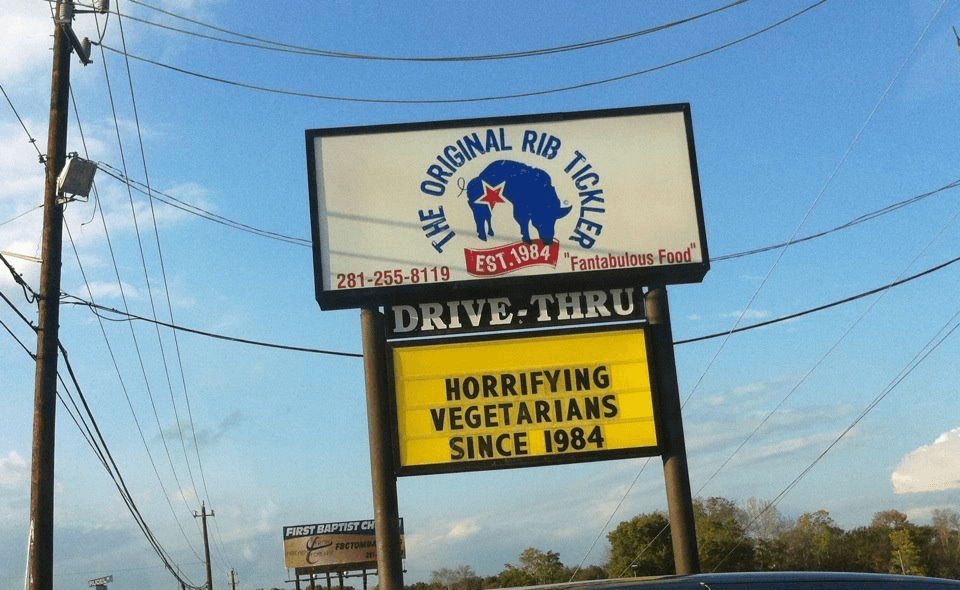 THE ORIGINAL RIB TICKLER
EST. 1984
281-255-8119
"Fantabulous Food"
DRIVE-THRU
HORRIFYING
VEGETARIANS
SINCE 1984
FIRST BAPTIST CH
FBCTOMBA